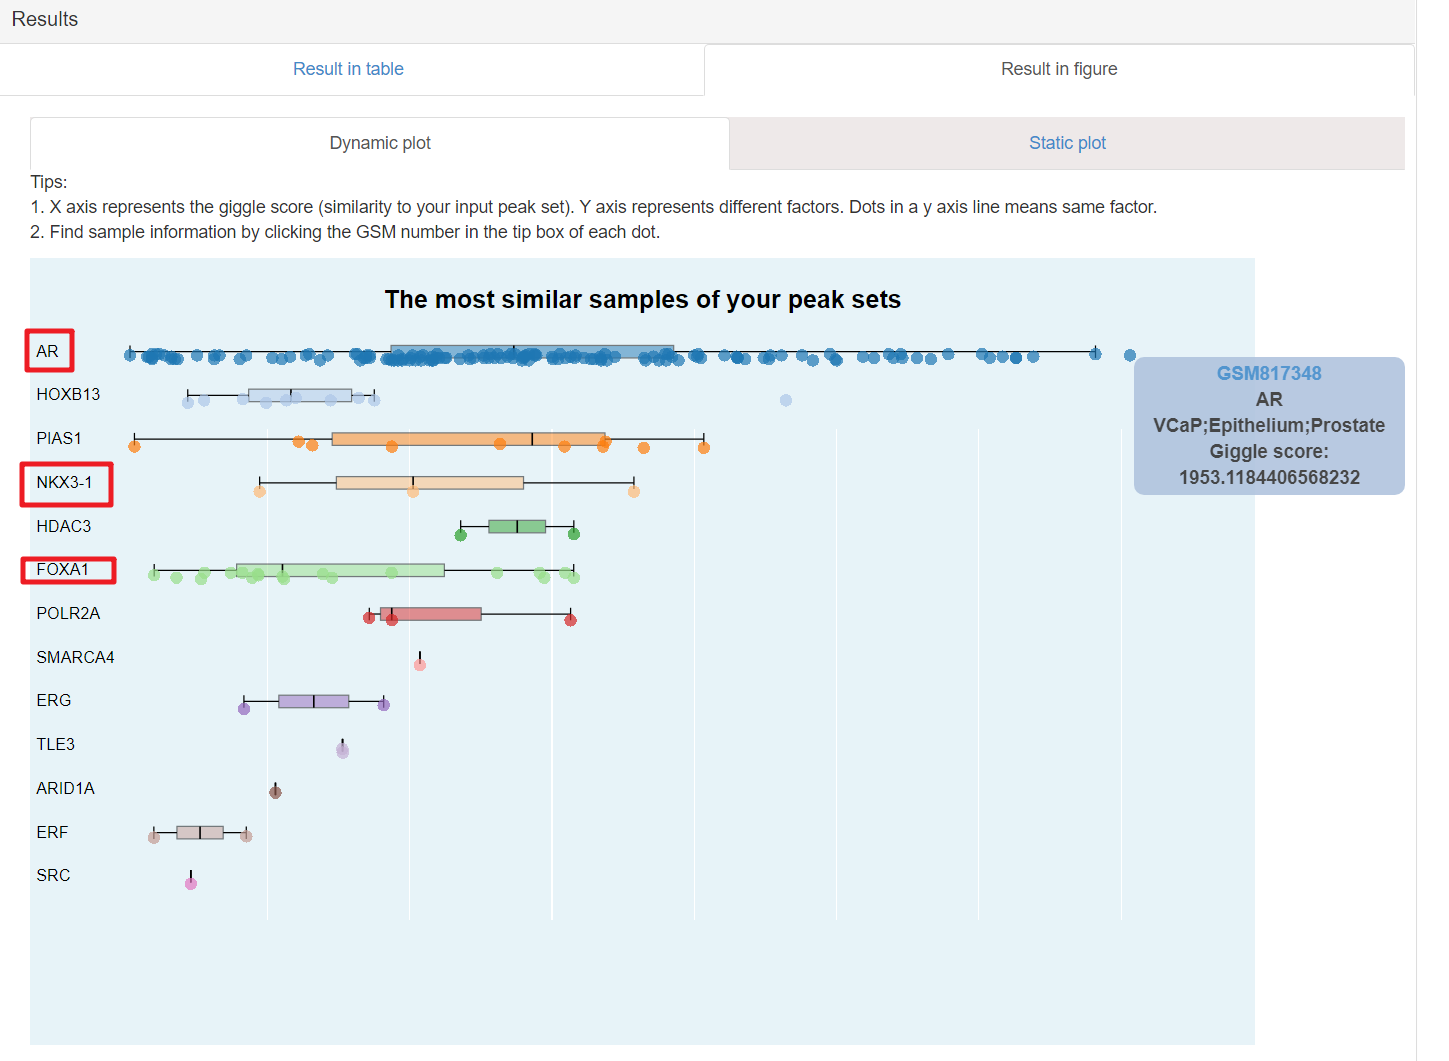 Results
Result in table
Result in figure
Dynamic plot
Static plot
Tips:
1. X axis represents the giggle score (similarity to your input peak set). Y axis represents different factors. Dots in a y axis line means same factor.
2. Find sample information by clicking the GSM number in the tip box of each dot.
The most similar samples of your peak sets
AR
HOXB13
PIAS1
NKX3-1
HDAC3
FOXA1
POLR2A
SMARCA4
ERG
TLE3
ARID1A
ERF
SRC
GSM817348
AR
VCaP;Epithelium;Prostate
Giggle score:
1953.1184406568232